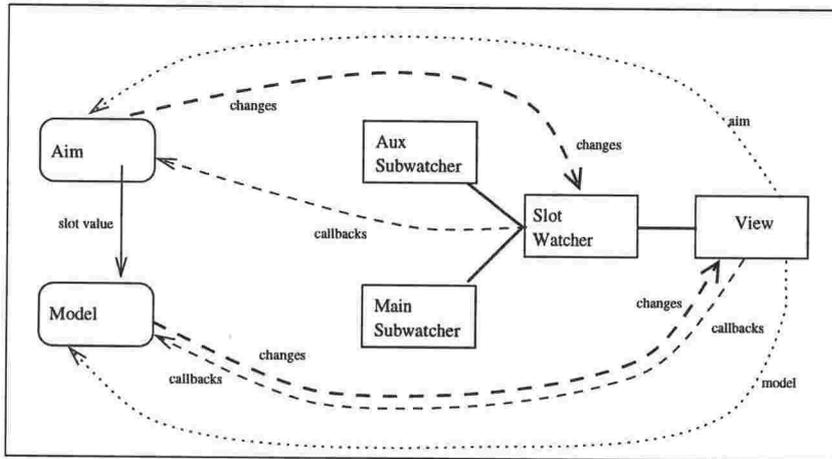 changes
aim
Aim
Aux
Subwatcher
changes
slot value
callbacks
Slot
Watcher
View
Model
Main
Subwatcher
changes
callbacks
changes
callbacks
model